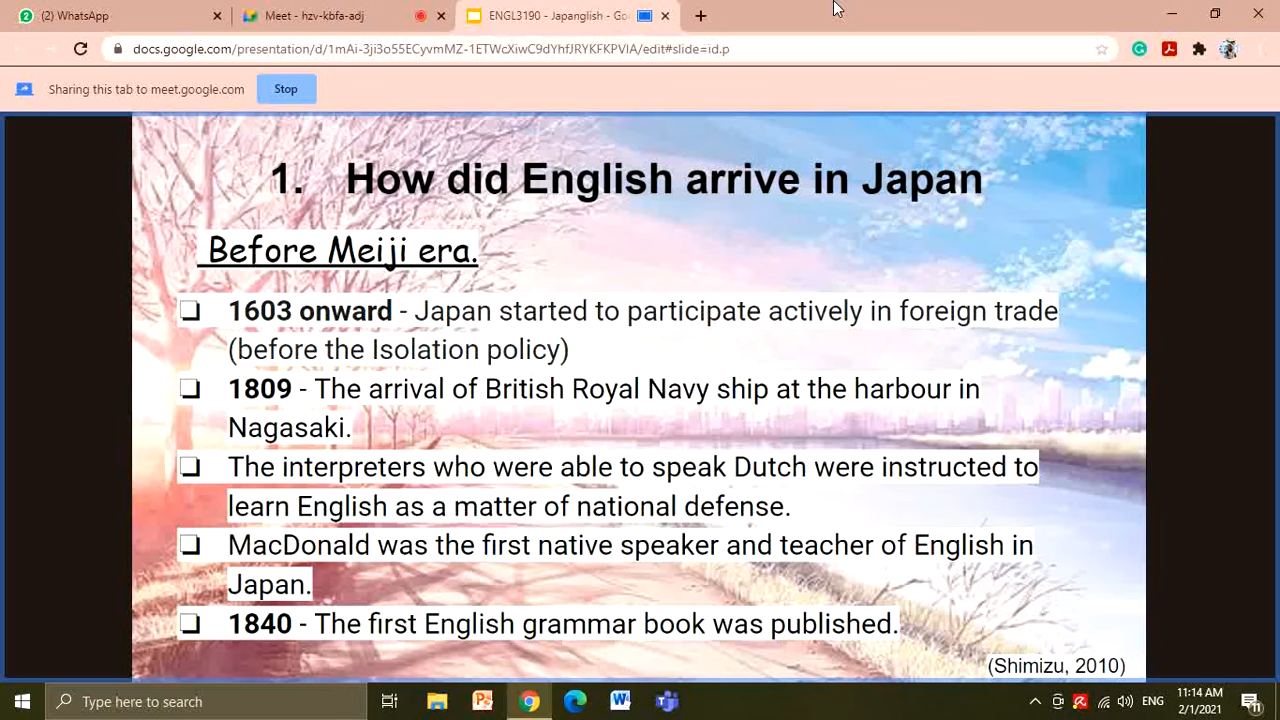 (2) WhatsApp
Meet - hzv-kbfa-adj
ENGL3190 - Japanglish - Go
docs.google.com/presentation/d/1mAi-3ji3o55ECyvmMZ-1ETWcXiwC9dYhfJRYKFKPVIA/edit#slide=id.p
Sharing this tab to meet.google.com
Stop
1. How did English arrive in Japan
Before Meiji era.
1603 onward - Japan started to participate actively in foreign trade
(before the Isolation policy)
1809 - The arrival of British Royal Navy ship at the harbour in
Nagasaki.
The interpreters who were able to speak Dutch were instructed to
learn English as a matter of national defense.
MacDonald was the first native speaker and teacher of English in
Japan.
1840 - The first English grammar book was published.
(Shimizu, 2010)
Type here to search
ENG
11:14 AM
2/1/2021